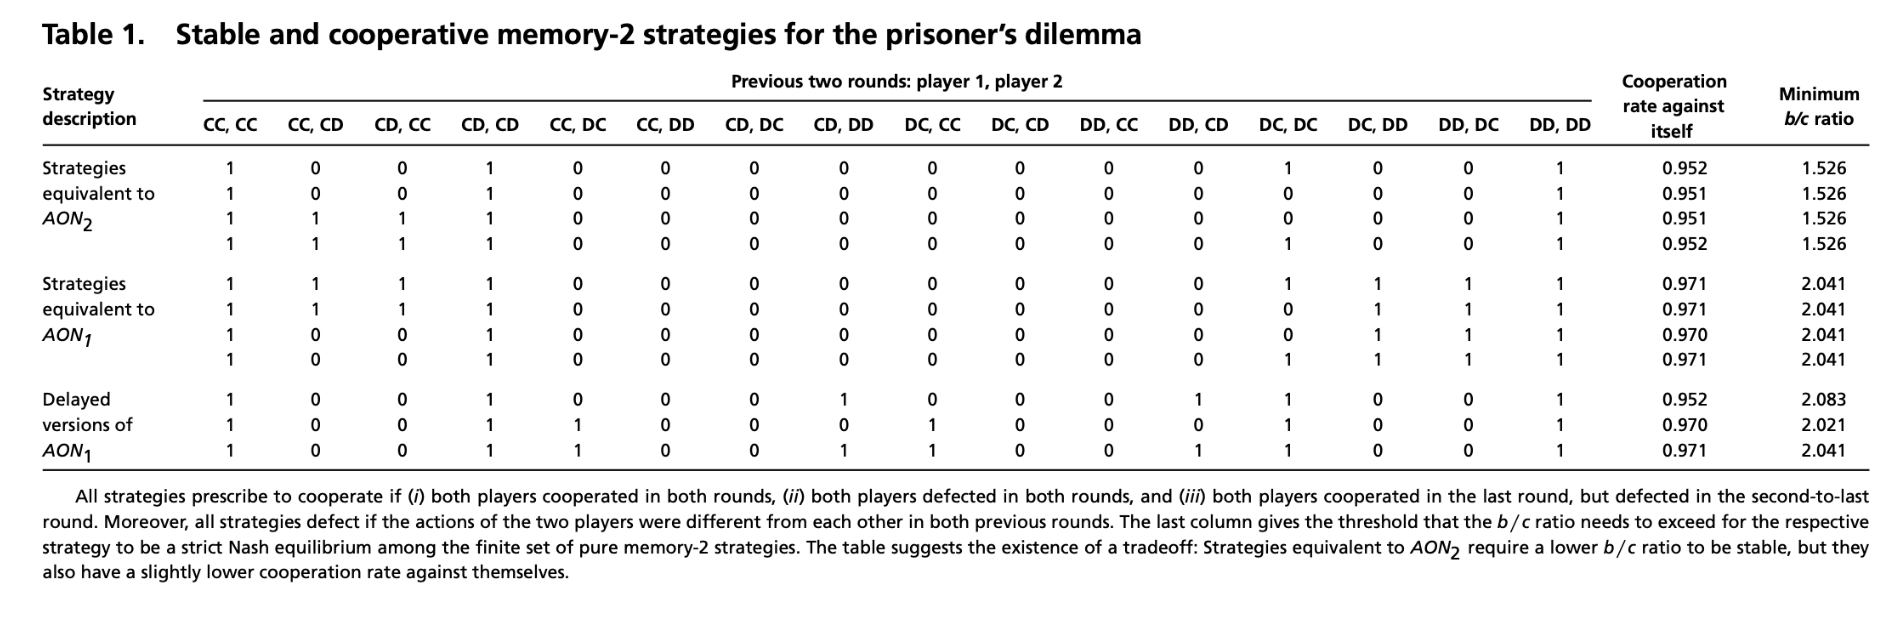 Table 1. Stable and cooperative memory-2 strategies for the prisoner's dilemma
Strategy description Previous two rounds: player 1, player 2 Cooperation rate against itself Minimum b/c ratio
CC, CC CC, CD CD, CC CD, CD CC, DC CC, DD CD, DC CD, DD DC, CC DC, CD DD, CC DD, CD DC, DC DC, DD DD, DC DD, DD
Strategies 1 0 0 1 0 0 0 0 0 0 0 0 1 0 0 1 0.952 1.526
equivalent to 1 0 0 1 0 0 0 0 0 0 0 0 0 0 0 1 0.951 1.526
AON2 1 1 1 1 0 0 0 0 0 0 0 0 0 0 0 1 0.951 1.526
1 1 1 1 0 0 0 0 0 0 0 0 1 0 0 1 0.952 1.526
Strategies 1 1 1 1 0 0 0 0 0 0 0 0 1 1 1 1 0.971 2.041
equivalent to 1 1 1 1 0 0 0 0 0 0 0 0 0 1 1 1 0.971 2.041
AON1 1 0 0 1 0 0 0 0 0 0 0 0 0 1 1 1 0.970 2.041
1 0 0 1 0 0 0 0 0 0 0 0 1 1 1 1 0.971 2.041
Delayed 1 0 0 1 0 0 0 1 0 0 0 1 1 0 0 1 0.952 2.083
versions of 1 0 0 1 1 0 0 0 1 0 0 0 1 0 0 1 0.970 2.021
AON1 1 0 0 1 1 0 0 1 1 0 0 1 1 0 0 1 0.971 2.041
All strategies prescribe to cooperate if (i) both players cooperated in both rounds, (ii) both players defected in both rounds, and (iii) both players cooperated in the last round, but defected in the second-to-last
round. Moreover, all strategies defect if the actions of the two players were different from each other in both previous rounds. The last column gives the threshold that the b/c ratio needs to exceed for the respective
strategy to be a strict Nash equilibrium among the finite set of pure memory-2 strategies. The table suggests the existence of a tradeoff: Strategies equivalent to AON2 require a lower b/c ratio to be stable, but they
also have a slightly lower cooperation rate against themselves.